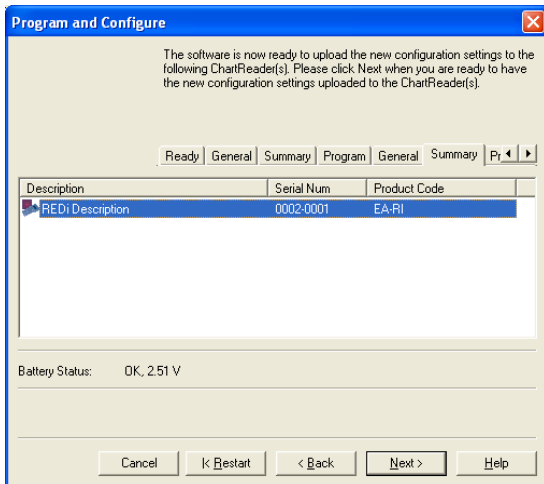 Program and Configure
The software is now ready to upload the new configuration settings to the
following ChartReader(s). Please click Next when you are ready to have
the new configuration settings uploaded to the ChartReader(s).
Ready General Summary Program General Summary Pr
Description Serial Num Product Code
REDi Description 0002-0001 EA-RI
Battery Status: OK, 2.51 V
Cancel |< Restart < Back Next > Help